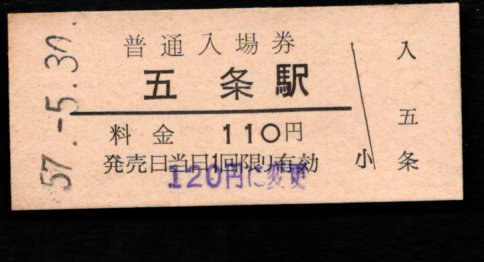 57.-5.30.
普通入場券
五条駅
料金 110円
発売日当日1回限り有効
120円に変更
小
入
五
条